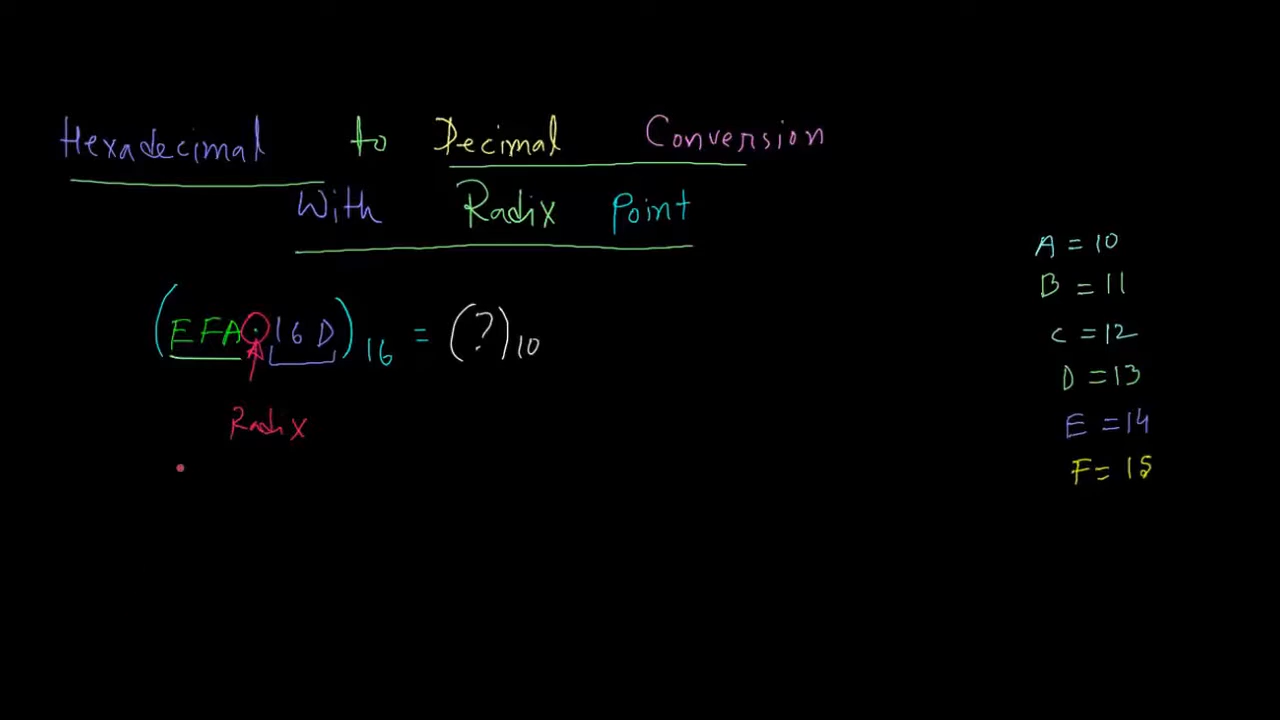 Hexadecimal to Decimal Conversion
With Radix Point
(EFA.16D)16 = (?)10
Radix
A = 10
B = 11
C = 12
D = 13
E = 14
F = 15